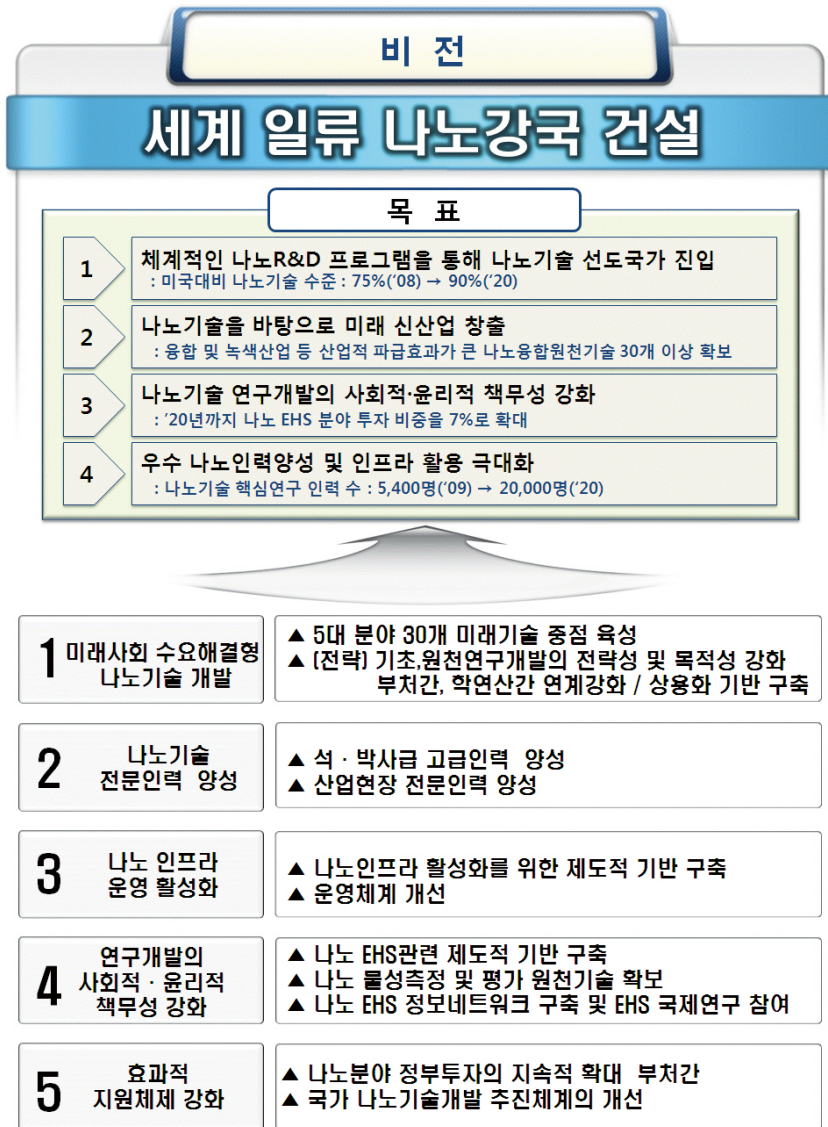 비 전
세계 일류 나노강국 건설
목 표
1
체계적인 나노R&D 프로그램을 통해 나노기술 선도국가 진입
: 미국대비 나노기술 수준 : 75%(‘08) → 90%(‘20)
2
나노기술을 바탕으로 미래 신산업 창출
: 융합 및 녹색산업 등 산업적 파급효과가 큰 나노융합원천기술 30개 이상 확보
3
나노기술 연구개발의 사회적·윤리적 책무성 강화
: ’20년까지 나노 EHS 분야 투자 비중을 7%로 확대
4
우수 나노인력양성 및 인프라 활용 극대화
: 나노기술 핵심연구 인력 수 : 5,400명(‘09) → 20,000명(‘20)
1 미래사회 수요해결형
나노기술 개발
▲ 5대 분야 30개 미래기술 중점 육성
▲ (전략) 기초,원천연구개발의 전략성 및 목적성 강화
부처간, 학연산간 연계강화 / 상용화 기반 구축
2 나노기술
전문인력 양성
▲ 석 · 박사급 고급인력 양성
▲ 산업현장 전문인력 양성
3 나노 인프라
운영 활성화
▲ 나노인프라 활성화를 위한 제도적 기반 구축
▲ 운영체계 개선
4 연구개발의
사회적 · 윤리적
책무성 강화
▲ 나노 EHS관련 제도적 기반 구축
▲ 나노 물성측정 및 평가 원천기술 확보
▲ 나노 EHS 정보네트워크 구축 및 EHS 국제연구 참여
5 효과적
지원체제 강화
▲ 나노분야 정부투자의 지속적 확대 부처간
▲ 국가 나노기술개발 추진체계의 개선